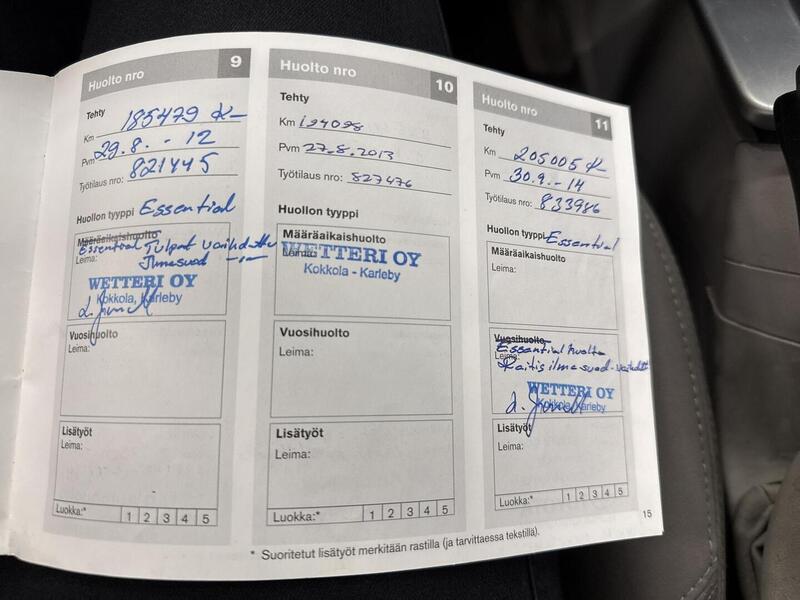 Huolto nro 9
Tehty
Km 185479 K-
Pvm 29.8. - 12
Työtilaus nro: 821445
Huollon tyyppi Essential
Määräaikaishuolto
Essential Tulpat vaihdettu
Leima: Ilmasuod -,-
WETTERI OY
Kokkola, Karleby
Vuosihuolto
Leima:
Lisätyöt
Leima:
Luokka:* 1 2 3 4 5
Huolto nro 10
Tehty
Km 194098
Pvm 27.8.2013
Työtilaus nro: 827476
Huollon tyyppi
Määräaikaishuolto
Leima:
WETTERI OY
Kokkola - Karleby
Vuosihuolto
Leima:
Lisätyöt
Leima:
Luokka:* 1 2 3 4 5
Huolto nro 11
Tehty
Km 205005 K-
Pvm 30.9.-14
Työtilaus nro: 833986
Huollon tyyppi Essential
Määräaikaishuolto
Leima:
Vuosihuolto
Essential huolto
Leima:
Raitisilmasuod. vaihdettu
WETTERI OY
Kokkola, Karleby
Lisätyöt
Leima:
Luokka:* 1 2 3 4 5
* Suoritetut lisätyöt merkitään rastilla (ja tarvittaessa tekstillä).
15